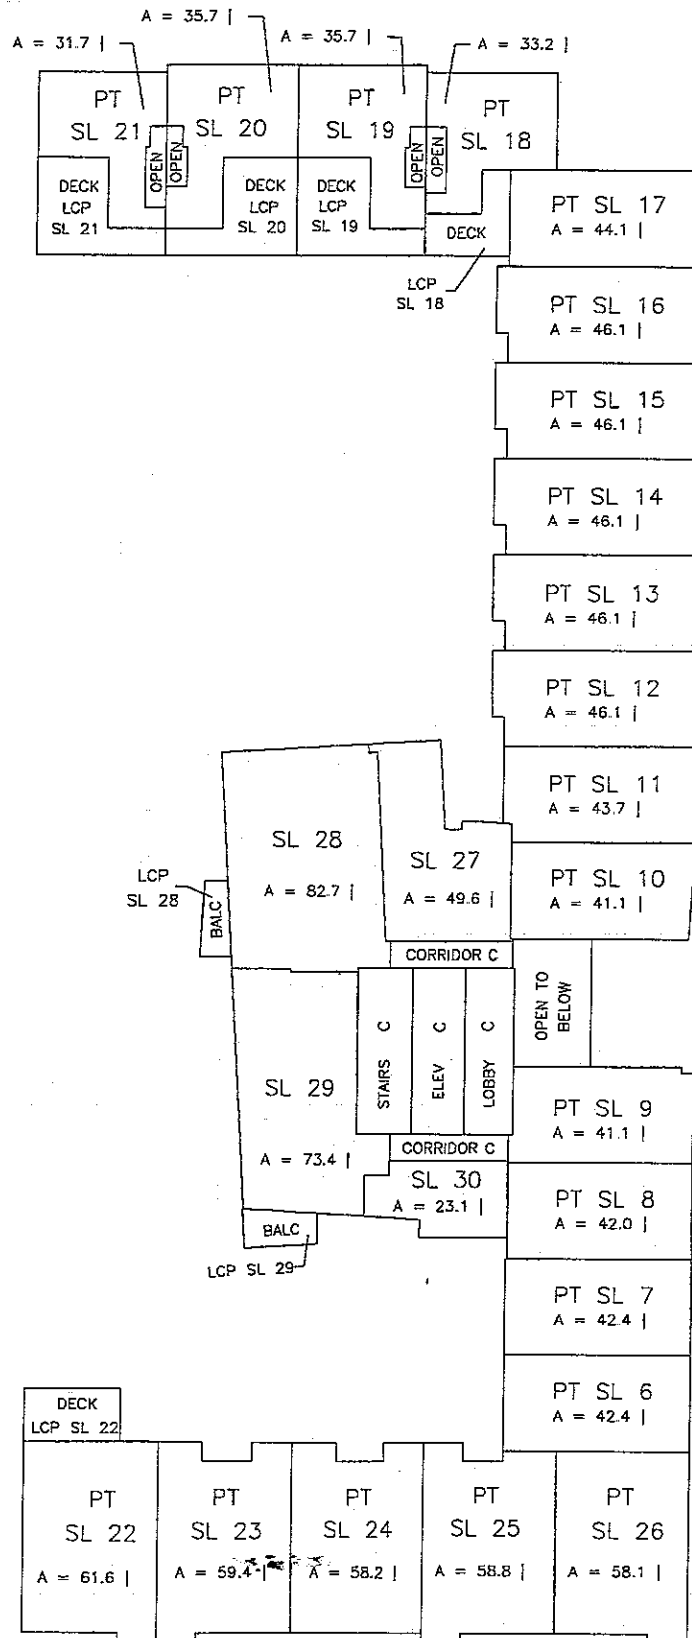 A = 35.7 |
A = 31.7 |
A = 35.7 |
A = 33.2 |
PT
SL 21
PT
SL 20
PT
SL 19
PT
SL 18
OPEN
OPEN
OPEN
OPEN
DECK
LCP
SL 21
DECK
LCP
SL 20
DECK
LCP
SL 19
DECK
LCP
SL 18
PT SL 17
A = 44.1 |
PT SL 16
A = 46.1 |
PT SL 15
A = 46.1 |
PT SL 14
A = 46.1 |
PT SL 13
A = 46.1 |
PT SL 12
A = 46.1 |
PT SL 11
A = 43.7 |
PT SL 10
A = 41.1 |
SL 28
A = 82.7 |
SL 27
A = 49.6 |
LCP
SL 28
BALC
CORRIDOR C
OPEN TO
BELOW
STAIRS C
ELEV C
LOBBY C
SL 29
A = 73.4 |
CORRIDOR C
SL 30
A = 23.1 |
PT SL 9
A = 41.1 |
PT SL 8
A = 42.0 |
BALC
LCP SL 29
PT SL 7
A = 42.4 |
PT SL 6
A = 42.4 |
DECK
LCP SL 22
PT
SL 22
A = 61.6 |
PT
SL 23
A = 59.4 |
PT
SL 24
A = 58.2 |
PT
SL 25
A = 58.8 |
PT
SL 26
A = 58.1 |